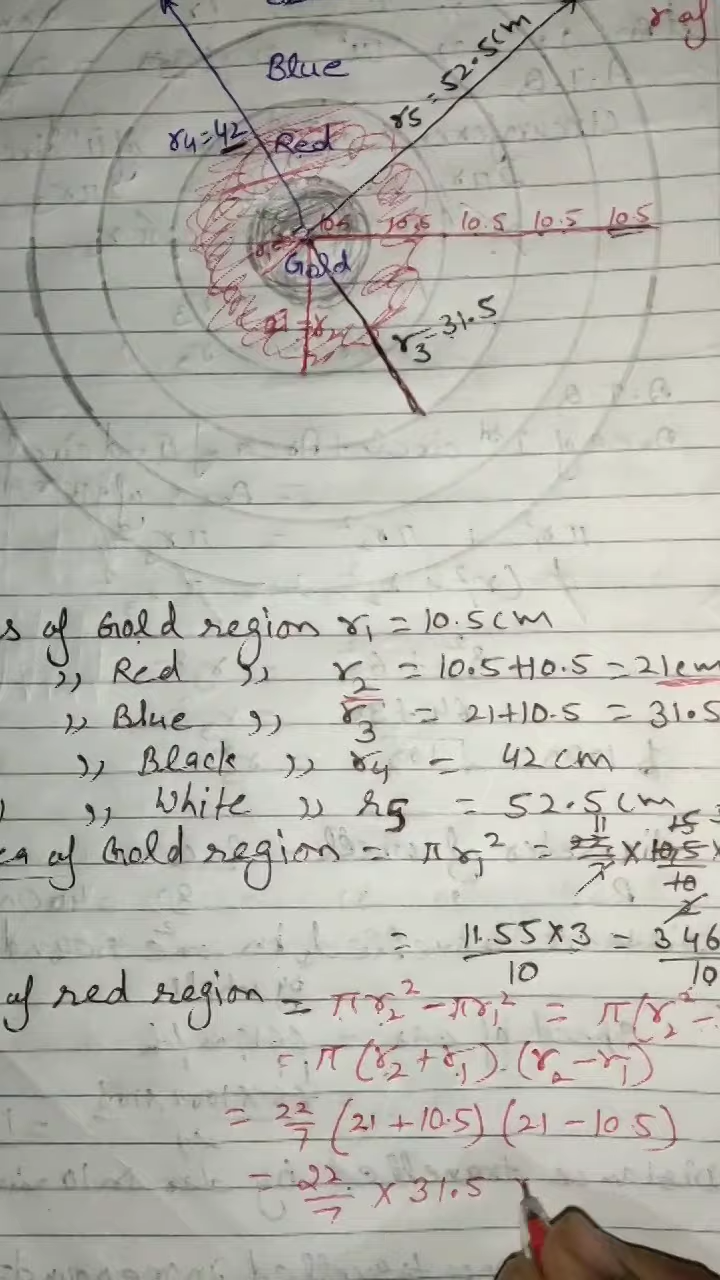 r of
Blue
r5 = 52.5cm
r4 = 42
Red
10.5 10.5 10.5 10.5 10.5
Gold
21 = r2
r3 = 31.5
s of Gold region r₁ = 10.5cm
,, Red ,, r2 = 10.5+10.5 = 21cm
,, Blue ,, r3 = 21+10.5 = 31.5
,, Black ,, r4 = 42cm
,, White ,, r5 = 52.5cm
ea of Gold region = πr₁² = 22/7 × 10.5/10 ×
= 11.55×3/10 = 346/10
of red region = πr2² - πr₁² = π(r2² -
= π(r2 + r₁).(r2 - r₁)
= 22/7 (21 + 10.5) (21 - 10.5)
= 22/7 × 31.5